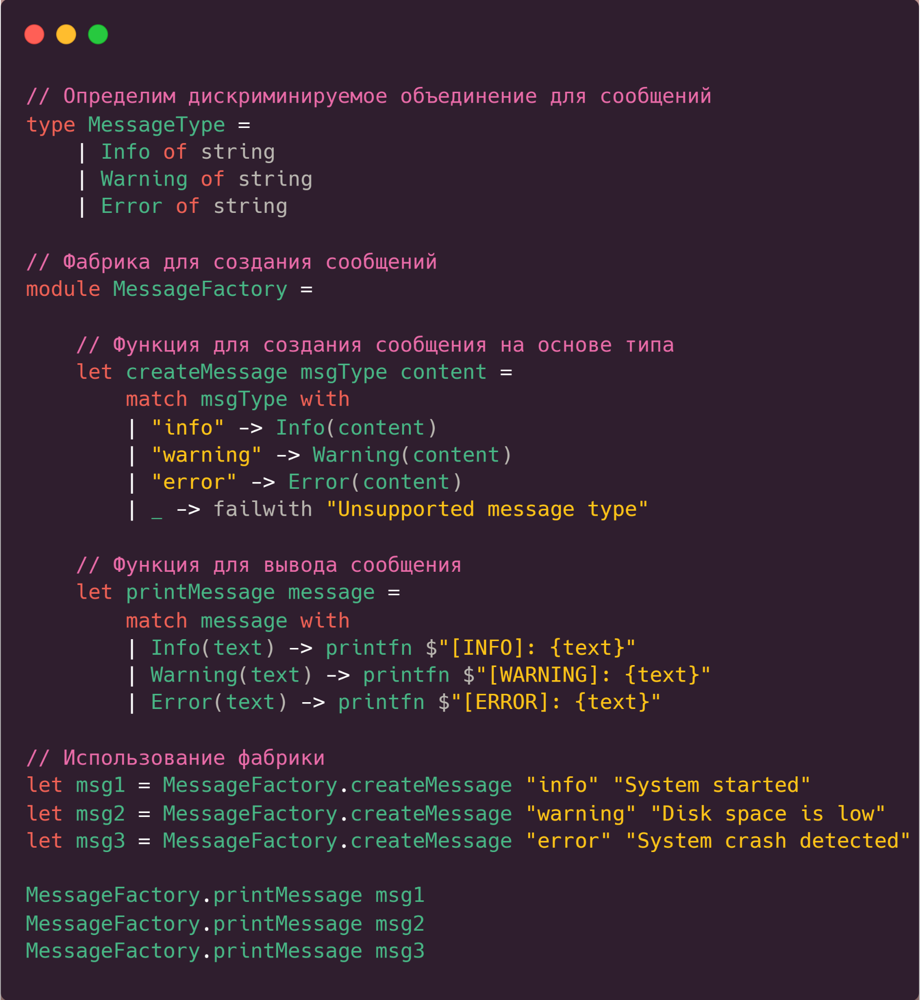 // Определим дискриминируемое объединение для сообщений
type MessageType =
    | Info of string
    | Warning of string
    | Error of string

// Фабрика для создания сообщений
module MessageFactory =

    // Функция для создания сообщения на основе типа
    let createMessage msgType content =
        match msgType with
        | "info" -> Info(content)
        | "warning" -> Warning(content)
        | "error" -> Error(content)
        | _ -> failwith "Unsupported message type"

    // Функция для вывода сообщения
    let printMessage message =
        match message with
        | Info(text) -> printfn $"[INFO]: {text}"
        | Warning(text) -> printfn $"[WARNING]: {text}"
        | Error(text) -> printfn $"[ERROR]: {text}"

// Использование фабрики
let msg1 = MessageFactory.createMessage "info" "System started"
let msg2 = MessageFactory.createMessage "warning" "Disk space is low"
let msg3 = MessageFactory.createMessage "error" "System crash detected"

MessageFactory.printMessage msg1
MessageFactory.printMessage msg2
MessageFactory.printMessage msg3